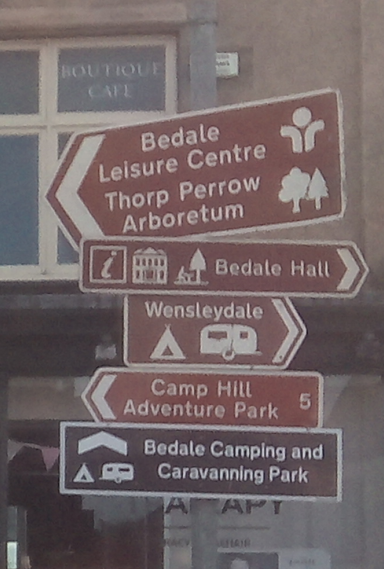 BOUTIQUE
CAFE
Bedale
Leisure Centre
Thorp Perrow
Arboretum
i Bedale Hall
Wensleydale
Camp Hill
Adventure Park 5
Bedale Camping and
Caravanning Park